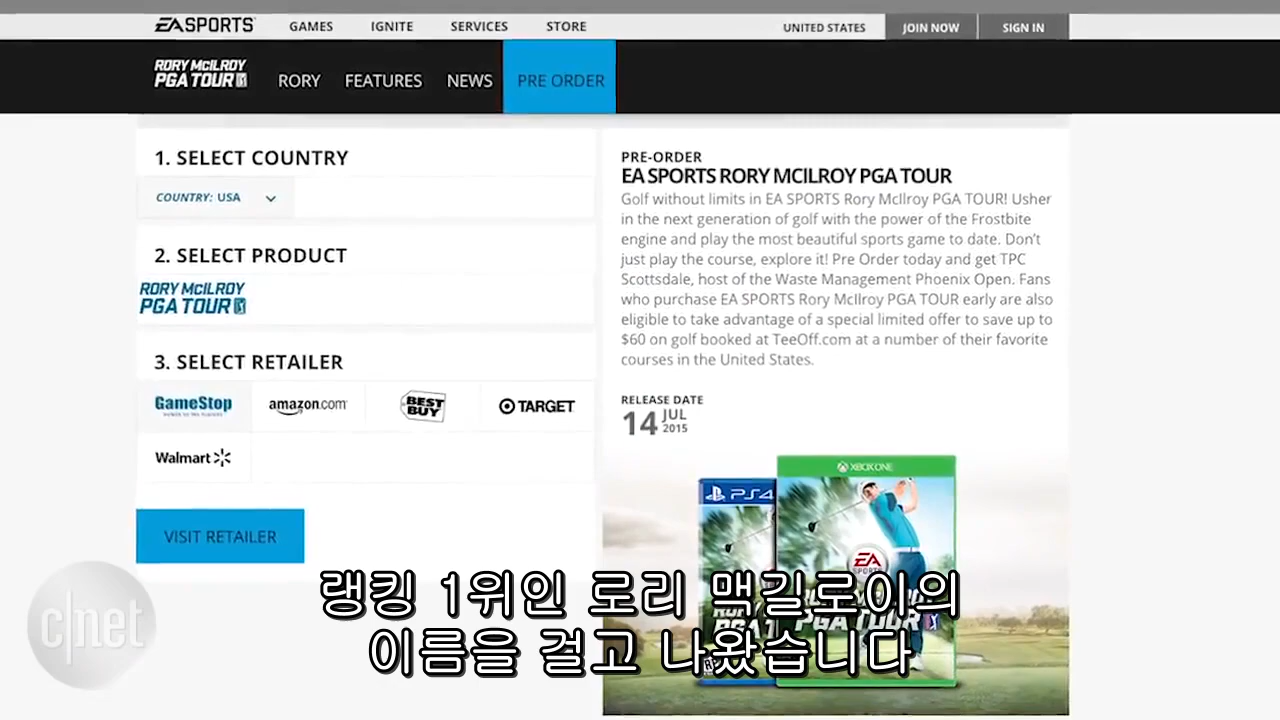 EA SPORTS
GAMES IGNITE SERVICES STORE
UNITED STATES JOIN NOW SIGN IN
RORY McILROY
PGA TOUR
RORY FEATURES NEWS PRE ORDER
1. SELECT COUNTRY
COUNTRY: USA
2. SELECT PRODUCT
RORY McILROY
PGA TOUR
3. SELECT RETAILER
GameStop amazon.com BEST BUY TARGET
Walmart
VISIT RETAILER
PRE-ORDER
EA SPORTS RORY MCILROY PGA TOUR
Golf without limits in EA SPORTS Rory McIlroy PGA TOUR! Usher
in the next generation of golf with the power of the Frostbite
engine and play the most beautiful sports game to date. Don't
just play the course, explore it! Pre Order today and get TPC
Scottsdale, host of the Waste Management Phoenix Open. Fans
who purchase EA SPORTS Rory McIlroy PGA TOUR early are also
eligible to take advantage of a special limited offer to save up to
$60 on golf booked at TeeOff.com at a number of their favorite
courses in the United States.
RELEASE DATE
14 JUL
2015
XBOX ONE
PS4
EA
SPORTS
PGA TOUR
c|net
랭킹 1위인 로리 맥길로이의
이름을 걸고 나왔습니다